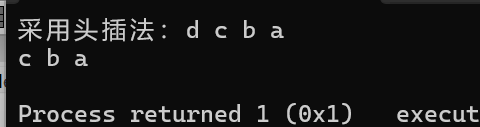 采用头插法: d c b a
c b a
Process returned 1 (0x1)   execut